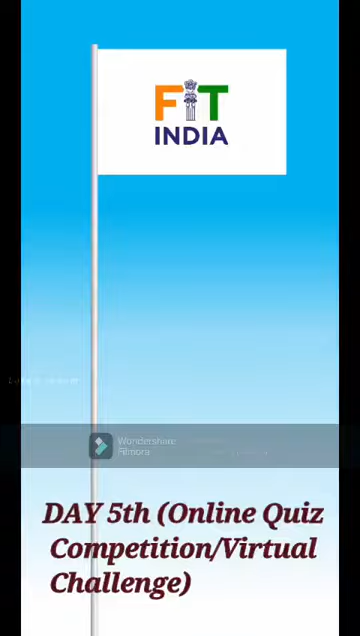 FIT
INDIA
Wondershare
Filmora
DAY 5th (Online Quiz
Competition/Virtual
Challenge)